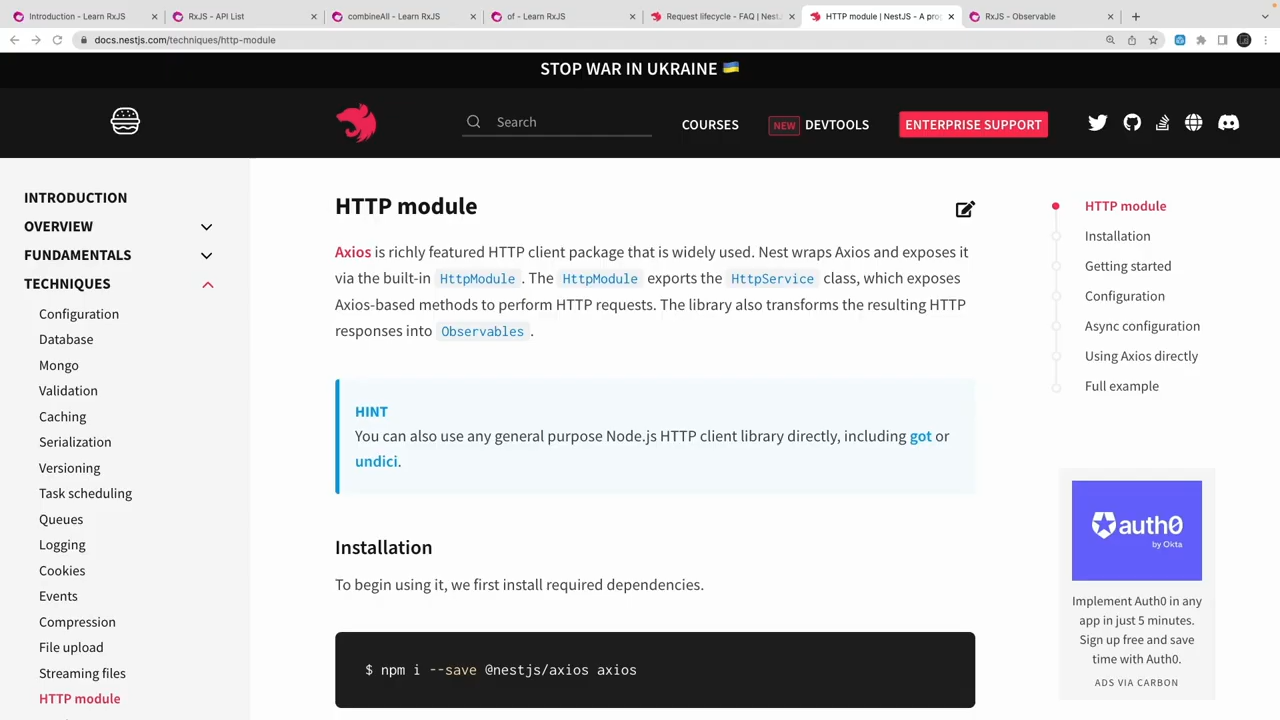 Introduction - Learn RxJS
RxJS - API List
combineAll - Learn RxJS
of - Learn RxJS
Request lifecycle - FAQ | Nest
HTTP module | NestJS - A pro
RxJS - Observable
docs.nestjs.com/techniques/http-module
STOP WAR IN UKRAINE 🇺🇦
Search
COURSES
NEW DEVTOOLS
ENTERPRISE SUPPORT
INTRODUCTION
OVERVIEW
FUNDAMENTALS
TECHNIQUES
Configuration
Database
Mongo
Validation
Caching
Serialization
Versioning
Task scheduling
Queues
Logging
Cookies
Events
Compression
File upload
Streaming files
HTTP module
HTTP module
Axios is richly featured HTTP client package that is widely used. Nest wraps Axios and exposes it
via the built-in HttpModule. The HttpModule exports the HttpService class, which exposes
Axios-based methods to perform HTTP requests. The library also transforms the resulting HTTP
responses into Observables.
HINT
You can also use any general purpose Node.js HTTP client library directly, including got or
undici.
Installation
To begin using it, we first install required dependencies.
$ npm i --save @nestjs/axios axios
HTTP module
Installation
Getting started
Configuration
Async configuration
Using Axios directly
Full example
auth0
by Okta
Implement Auth0 in any
app in just 5 minutes.
Sign up free and save
time with Auth0.
ADS VIA CARBON